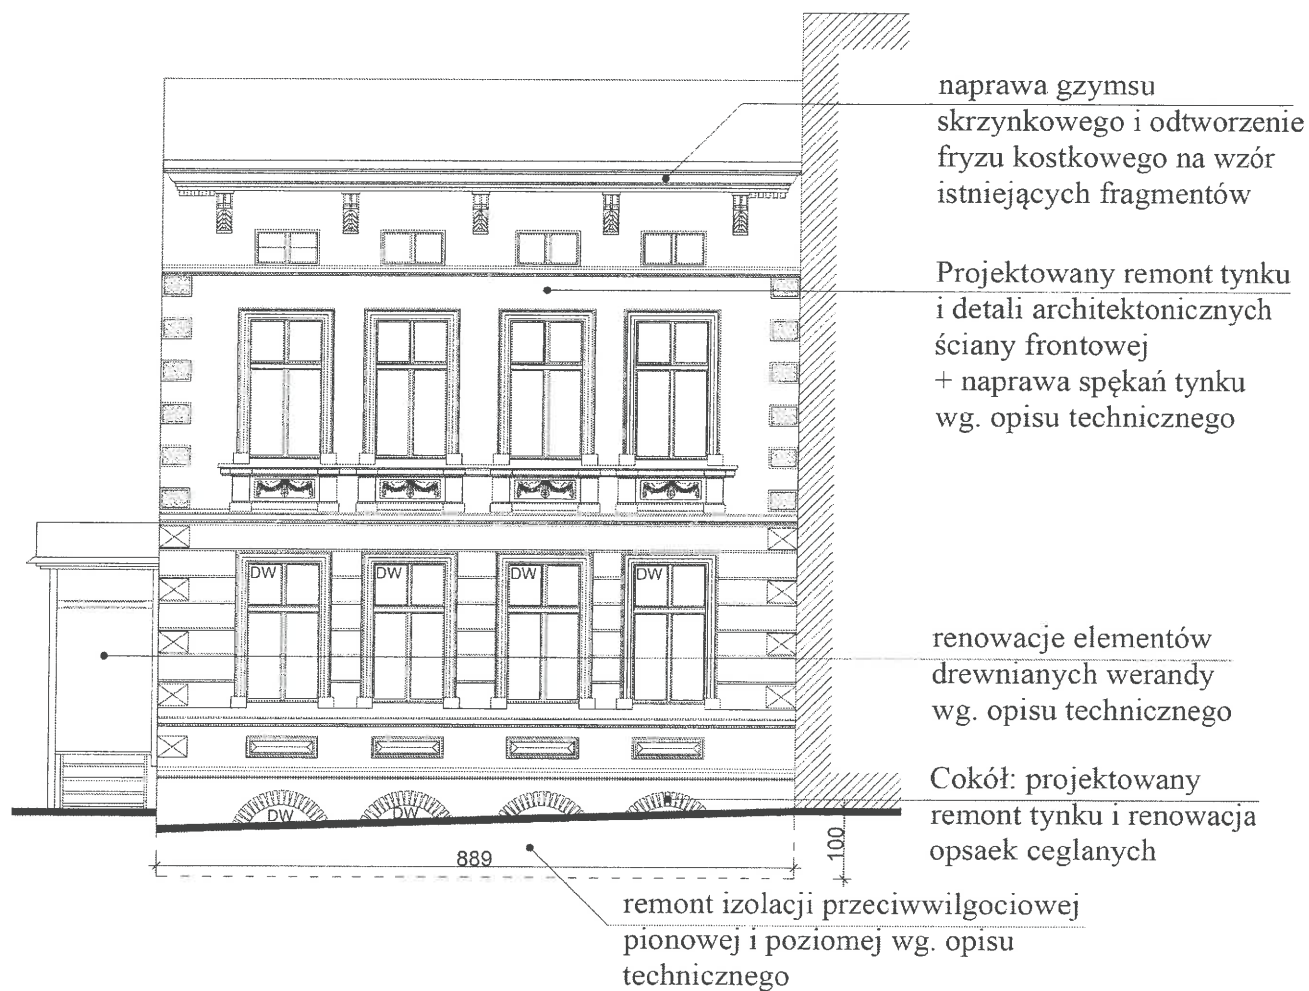 naprawa gzymsu
skrzynkowego i odtworzenie
fryzu kostkowego na wzór
istniejących fragmentów
Projektowany remont tynku
i detali architektonicznych
ściany frontowej
+ naprawa spękań tynku
wg. opisu technicznego
DW DW DW DW
renowacje elementów
drewnianych werandy
wg. opisu technicznego
Cokół: projektowany
remont tynku i renowacja
opsaek ceglanych
DW DW
889
100
remont izolacji przeciwwilgociowej
pionowej i poziomej wg. opisu
technicznego